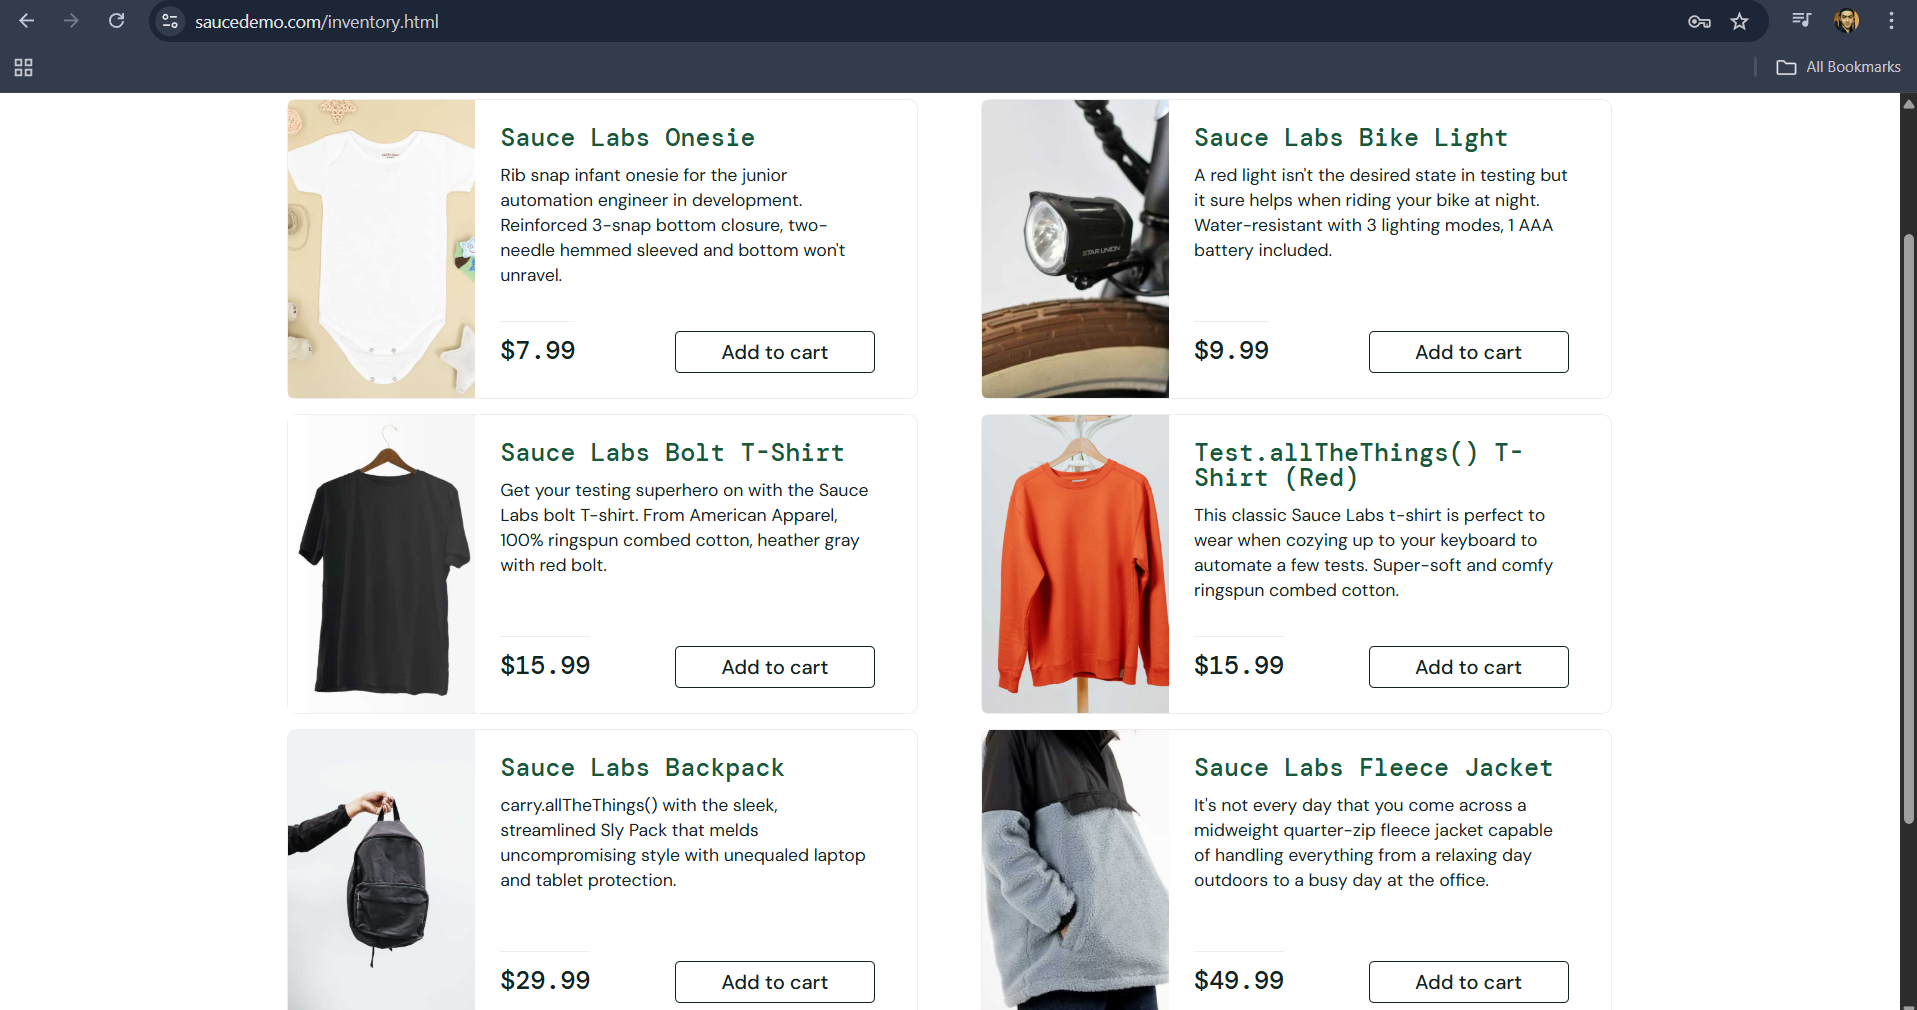 saucedemo.com/inventory.html
All Bookmarks
Sauce Labs Onesie
Rib snap infant onesie for the junior
automation engineer in development.
Reinforced 3-snap bottom closure, two-
needle hemmed sleeved and bottom won't
unravel.
$7.99
Add to cart
Sauce Labs Bike Light
A red light isn't the desired state in testing but
it sure helps when riding your bike at night.
Water-resistant with 3 lighting modes, 1 AAA
battery included.
STAR UNION
$9.99
Add to cart
Sauce Labs Bolt T-Shirt
Get your testing superhero on with the Sauce
Labs bolt T-shirt. From American Apparel,
100% ringspun combed cotton, heather gray
with red bolt.
$15.99
Add to cart
Test.allTheThings() T-
Shirt (Red)
This classic Sauce Labs t-shirt is perfect to
wear when cozying up to your keyboard to
automate a few tests. Super-soft and comfy
ringspun combed cotton.
$15.99
Add to cart
Sauce Labs Backpack
carry.allTheThings() with the sleek,
streamlined Sly Pack that melds
uncompromising style with unequaled laptop
and tablet protection.
$29.99
Add to cart
Sauce Labs Fleece Jacket
It's not every day that you come across a
midweight quarter-zip fleece jacket capable
of handling everything from a relaxing day
outdoors to a busy day at the office.
$49.99
Add to cart